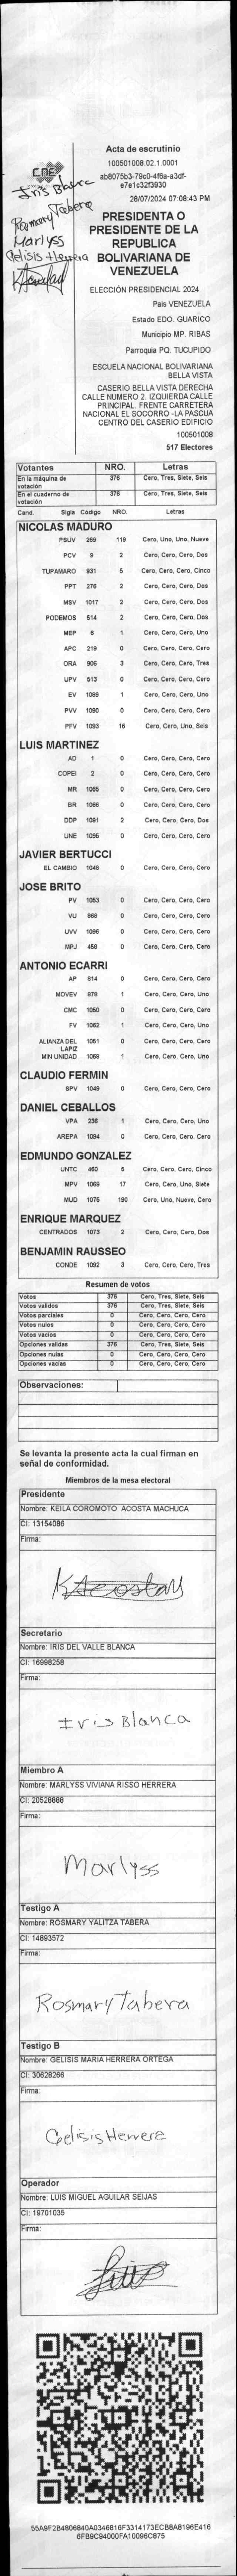 CNE
Iris Blanca
Rosmary Tabera
Marlyss
Gelisis Herrera
Acta de escrutinio
100501008.02.1.0001
ab8075b3-79c0-4f6a-a3df-
e7e1c32f3930
28/07/2024 07:08:43 PM
PRESIDENTA O
PRESIDENTE DE LA
REPUBLICA
BOLIVARIANA DE
VENEZUELA
ELECCIÓN PRESIDENCIAL 2024
País VENEZUELA
Estado EDO. GUARICO
Municipio MP. RIBAS
Parroquia PQ. TUCUPIDO
ESCUELA NACIONAL BOLIVARIANA
BELLA VISTA
CASERIO BELLA VISTA DERECHA
CALLE NUMERO 2. IZQUIERDA CALLE
PRINCIPAL. FRENTE CARRETERA
NACIONAL EL SOCORRO -LA PASCUA
CENTRO DEL CASERIO EDIFICIO
100501008
517 Electores
Votantes NRO. Letras
En la máquina de votación 376 Cero, Tres, Siete, Seis
En el cuaderno de votación 376 Cero, Tres, Siete, Seis
Cand. Sigla Código NRO. Letras
NICOLAS MADURO
PSUV 269 119 Cero, Uno, Uno, Nueve
PCV 9 2 Cero, Cero, Cero, Dos
TUPAMARO 931 5 Cero, Cero, Cero, Cinco
PPT 276 2 Cero, Cero, Cero, Dos
MSV 1017 2 Cero, Cero, Cero, Dos
PODEMOS 514 2 Cero, Cero, Cero, Dos
MEP 6 1 Cero, Cero, Cero, Uno
APC 219 0 Cero, Cero, Cero, Cero
ORA 906 3 Cero, Cero, Cero, Tres
UPV 513 0 Cero, Cero, Cero, Cero
EV 1089 1 Cero, Cero, Cero, Uno
PVV 1090 0 Cero, Cero, Cero, Cero
PFV 1093 16 Cero, Cero, Uno, Seis
LUIS MARTINEZ
AD 1 0 Cero, Cero, Cero, Cero
COPEI 2 0 Cero, Cero, Cero, Cero
MR 1065 0 Cero, Cero, Cero, Cero
BR 1066 0 Cero, Cero, Cero, Cero
DDP 1091 2 Cero, Cero, Cero, Dos
UNE 1095 0 Cero, Cero, Cero, Cero
JAVIER BERTUCCI
EL CAMBIO 1048 0 Cero, Cero, Cero, Cero
JOSE BRITO
PV 1053 0 Cero, Cero, Cero, Cero
VU 868 0 Cero, Cero, Cero, Cero
UVV 1096 0 Cero, Cero, Cero, Cero
MPJ 458 0 Cero, Cero, Cero, Cero
ANTONIO ECARRI
AP 814 0 Cero, Cero, Cero, Cero
MOVEV 878 1 Cero, Cero, Cero, Uno
CMC 1050 0 Cero, Cero, Cero, Cero
FV 1062 1 Cero, Cero, Cero, Uno
ALIANZA DEL LAPIZ 1051 0 Cero, Cero, Cero, Cero
MIN UNIDAD 1068 1 Cero, Cero, Cero, Uno
CLAUDIO FERMIN
SPV 1049 0 Cero, Cero, Cero, Cero
DANIEL CEBALLOS
VPA 236 1 Cero, Cero, Cero, Uno
AREPA 1094 0 Cero, Cero, Cero, Cero
EDMUNDO GONZALEZ
UNTC 460 5 Cero, Cero, Cero, Cinco
MPV 1069 17 Cero, Cero, Uno, Siete
MUD 1075 190 Cero, Uno, Nueve, Cero
ENRIQUE MARQUEZ
CENTRADOS 1073 2 Cero, Cero, Cero, Dos
BENJAMIN RAUSSEO
CONDE 1092 3 Cero, Cero, Cero, Tres
Resumen de votos
Votos 376 Cero, Tres, Siete, Seis
Votos válidos 376 Cero, Tres, Siete, Seis
Votos parciales 0 Cero, Cero, Cero, Cero
Votos nulos 0 Cero, Cero, Cero, Cero
Votos vacíos 0 Cero, Cero, Cero, Cero
Opciones válidas 376 Cero, Tres, Siete, Seis
Opciones nulas 0 Cero, Cero, Cero, Cero
Opciones vacías 0 Cero, Cero, Cero, Cero
Observaciones:
Se levanta la presente acta la cual firman en
señal de conformidad.
Miembros de la mesa electoral
Presidente
Nombre: KEILA COROMOTO ACOSTA MACHUCA
CI: 13154086
Firma:
KAcostaM
Secretario
Nombre: IRIS DEL VALLE BLANCA
CI: 16998258
Firma:
Iris Blanca
Miembro A
Nombre: MARLYSS VIVIANA RISSO HERRERA
CI: 20528888
Firma:
Marlyss
Testigo A
Nombre: ROSMARY YALITZA TABERA
CI: 14893572
Firma:
Rosmary Tabera
Testigo B
Nombre: GELISIS MARIA HERRERA ORTEGA
CI: 30628266
Firma:
Gelisis Herrera
Operador
Nombre: LUIS MIGUEL AGUILAR SEIJAS
CI: 19701035
Firma:
55A9F2B4806840A0346816F3314173ECB8A8196E416
6FB9C94000FA10096C875